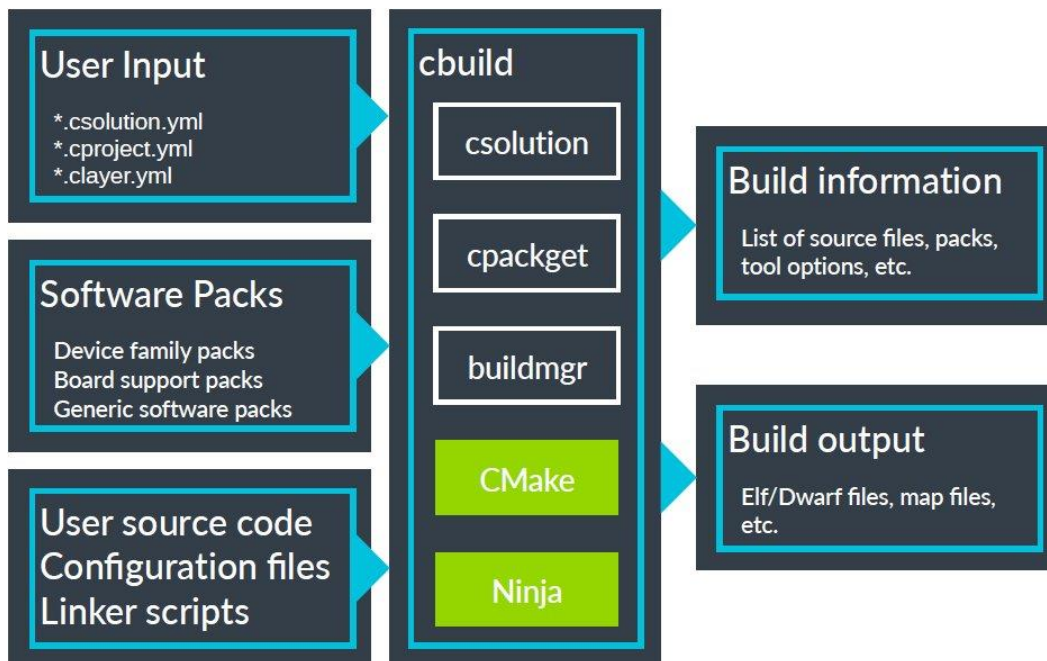 User Input
*.csolution.yml
*.cproject.yml
*.clayer.yml
Software Packs
Device family packs
Board support packs
Generic software packs
User source code
Configuration files
Linker scripts
cbuild
csolution
cpackget
buildmgr
CMake
Ninja
Build information
List of source files, packs,
tool options, etc.
Build output
Elf/Dwarf files, map files,
etc.